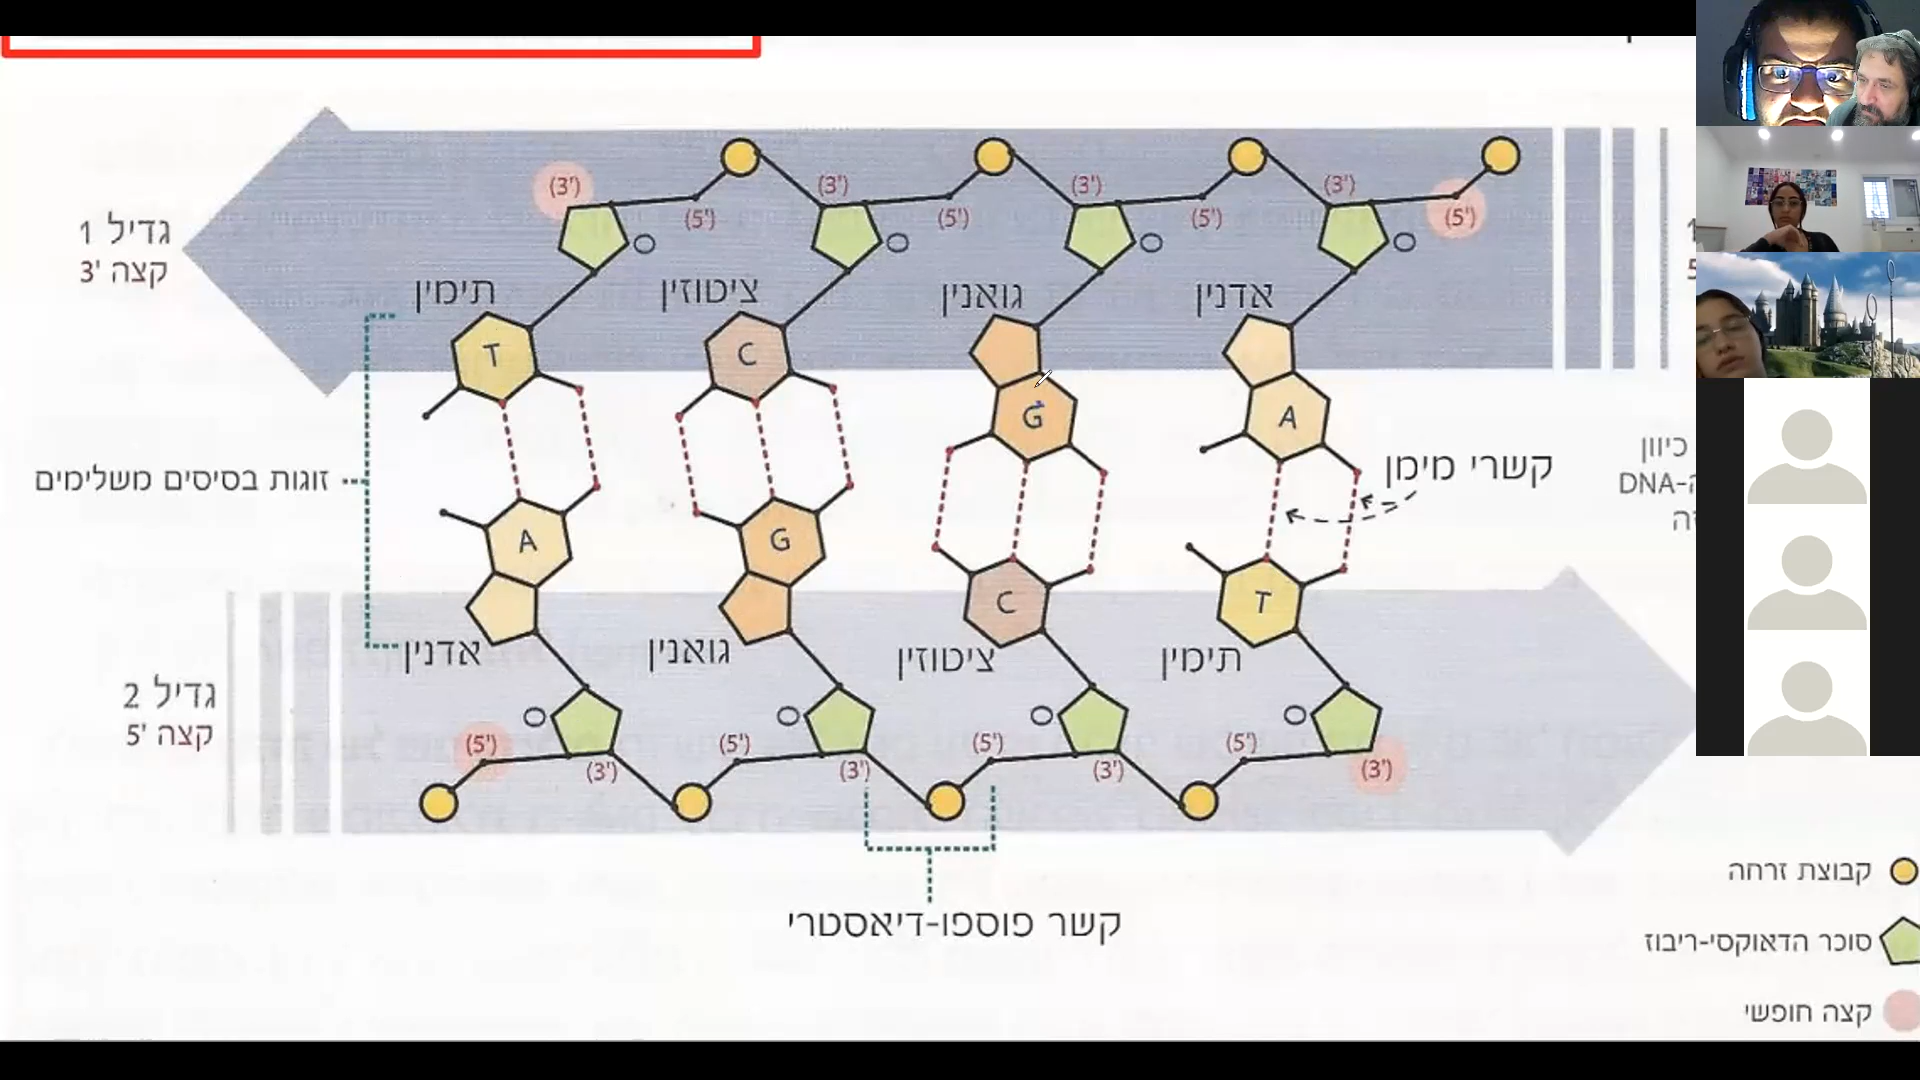 גדיל 1
קצה 3'
(3') (5') (3') (5') (3') (5') (3') (5')
O O O O
תימין ציטוזין גואנין אדנין
T C G A
זוגות בסיסים משלימים
קשרי מימן
כיוון
DNA-
A G C T
אדנין גואנין ציטוזין תימין
גדיל 2
קצה 5'
O O O O
(5') (3') (5') (3') (5') (3') (5') (3')
קשר פוספו-דיאסטרי
קבוצת זרחה
סוכר הדאוקסי-ריבוז
קצה חופשי